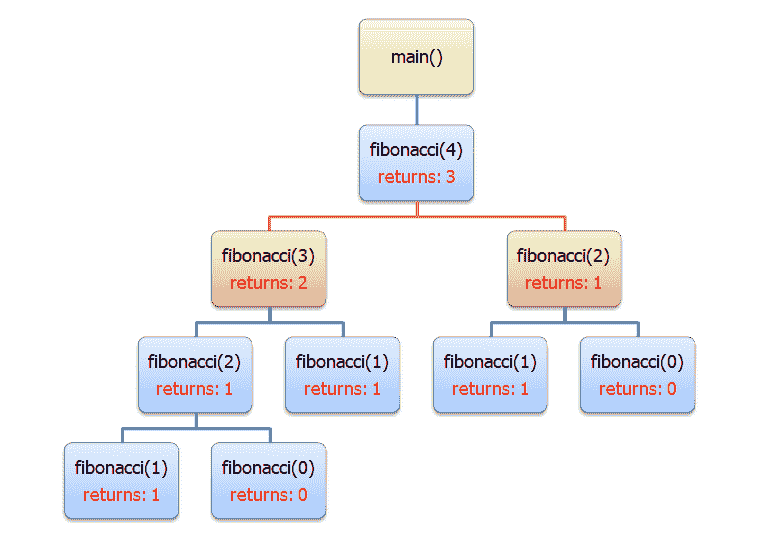 main()
fibonacci(4)
returns: 3
fibonacci(3)
returns: 2
fibonacci(2)
returns: 1
fibonacci(2)
returns: 1
fibonacci(1)
returns: 1
fibonacci(1)
returns: 1
fibonacci(0)
returns: 0
fibonacci(1)
returns: 1
fibonacci(0)
returns: 0